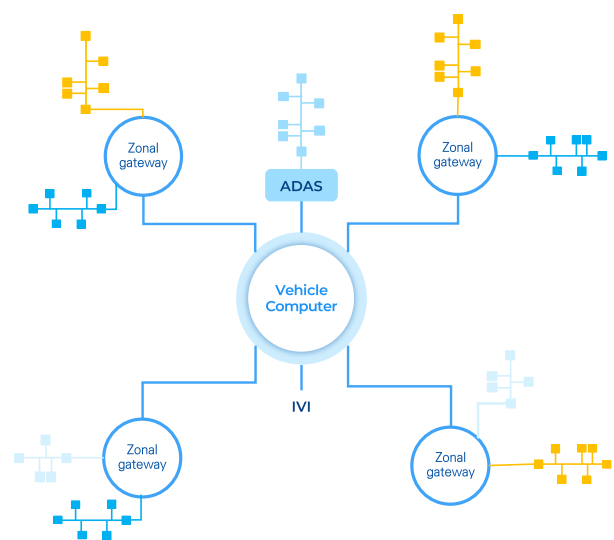 Zonal
gateway
Zonal
gateway
ADAS
Vehicle
Computer
IVI
Zonal
gateway
Zonal
gateway